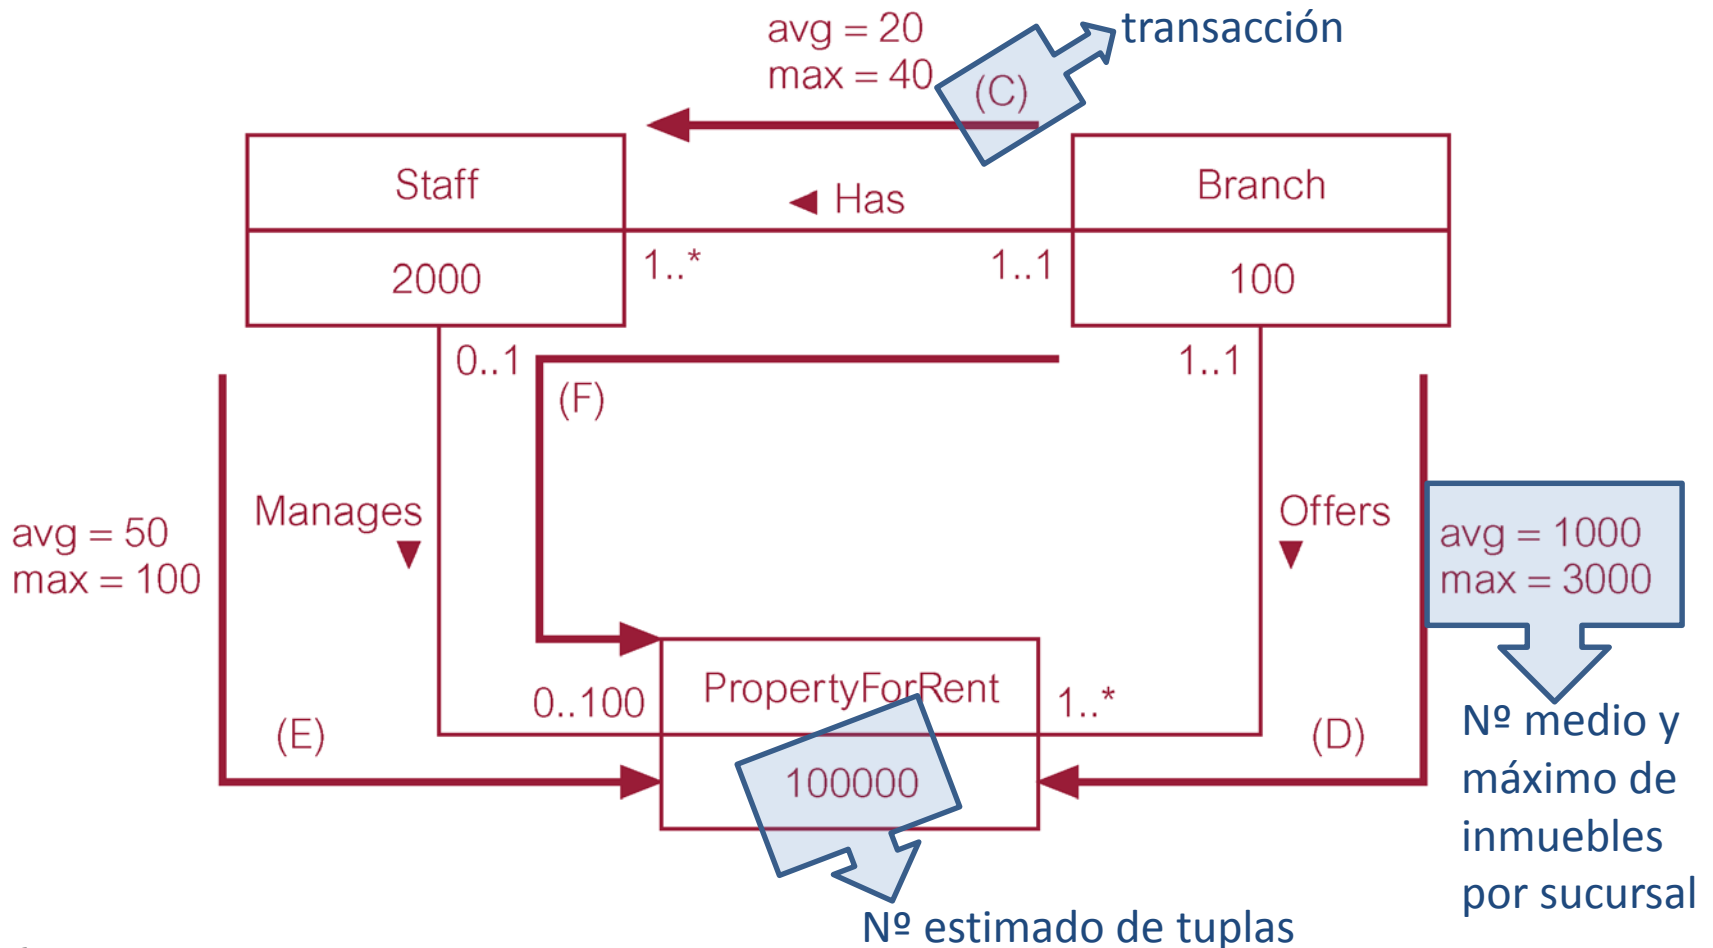 avg = 20
max = 40
(C)
transacción
Staff
Has
Branch
2000
1..*
1..1
100
0..1
(F)
1..1
avg = 50
max = 100
Manages
Offers
avg = 1000
max = 3000
0..100
PropertyForRent
1..*
(E)
(D)
100000
Nº medio y
máximo de
inmuebles
por sucursal
Nº estimado de tuplas